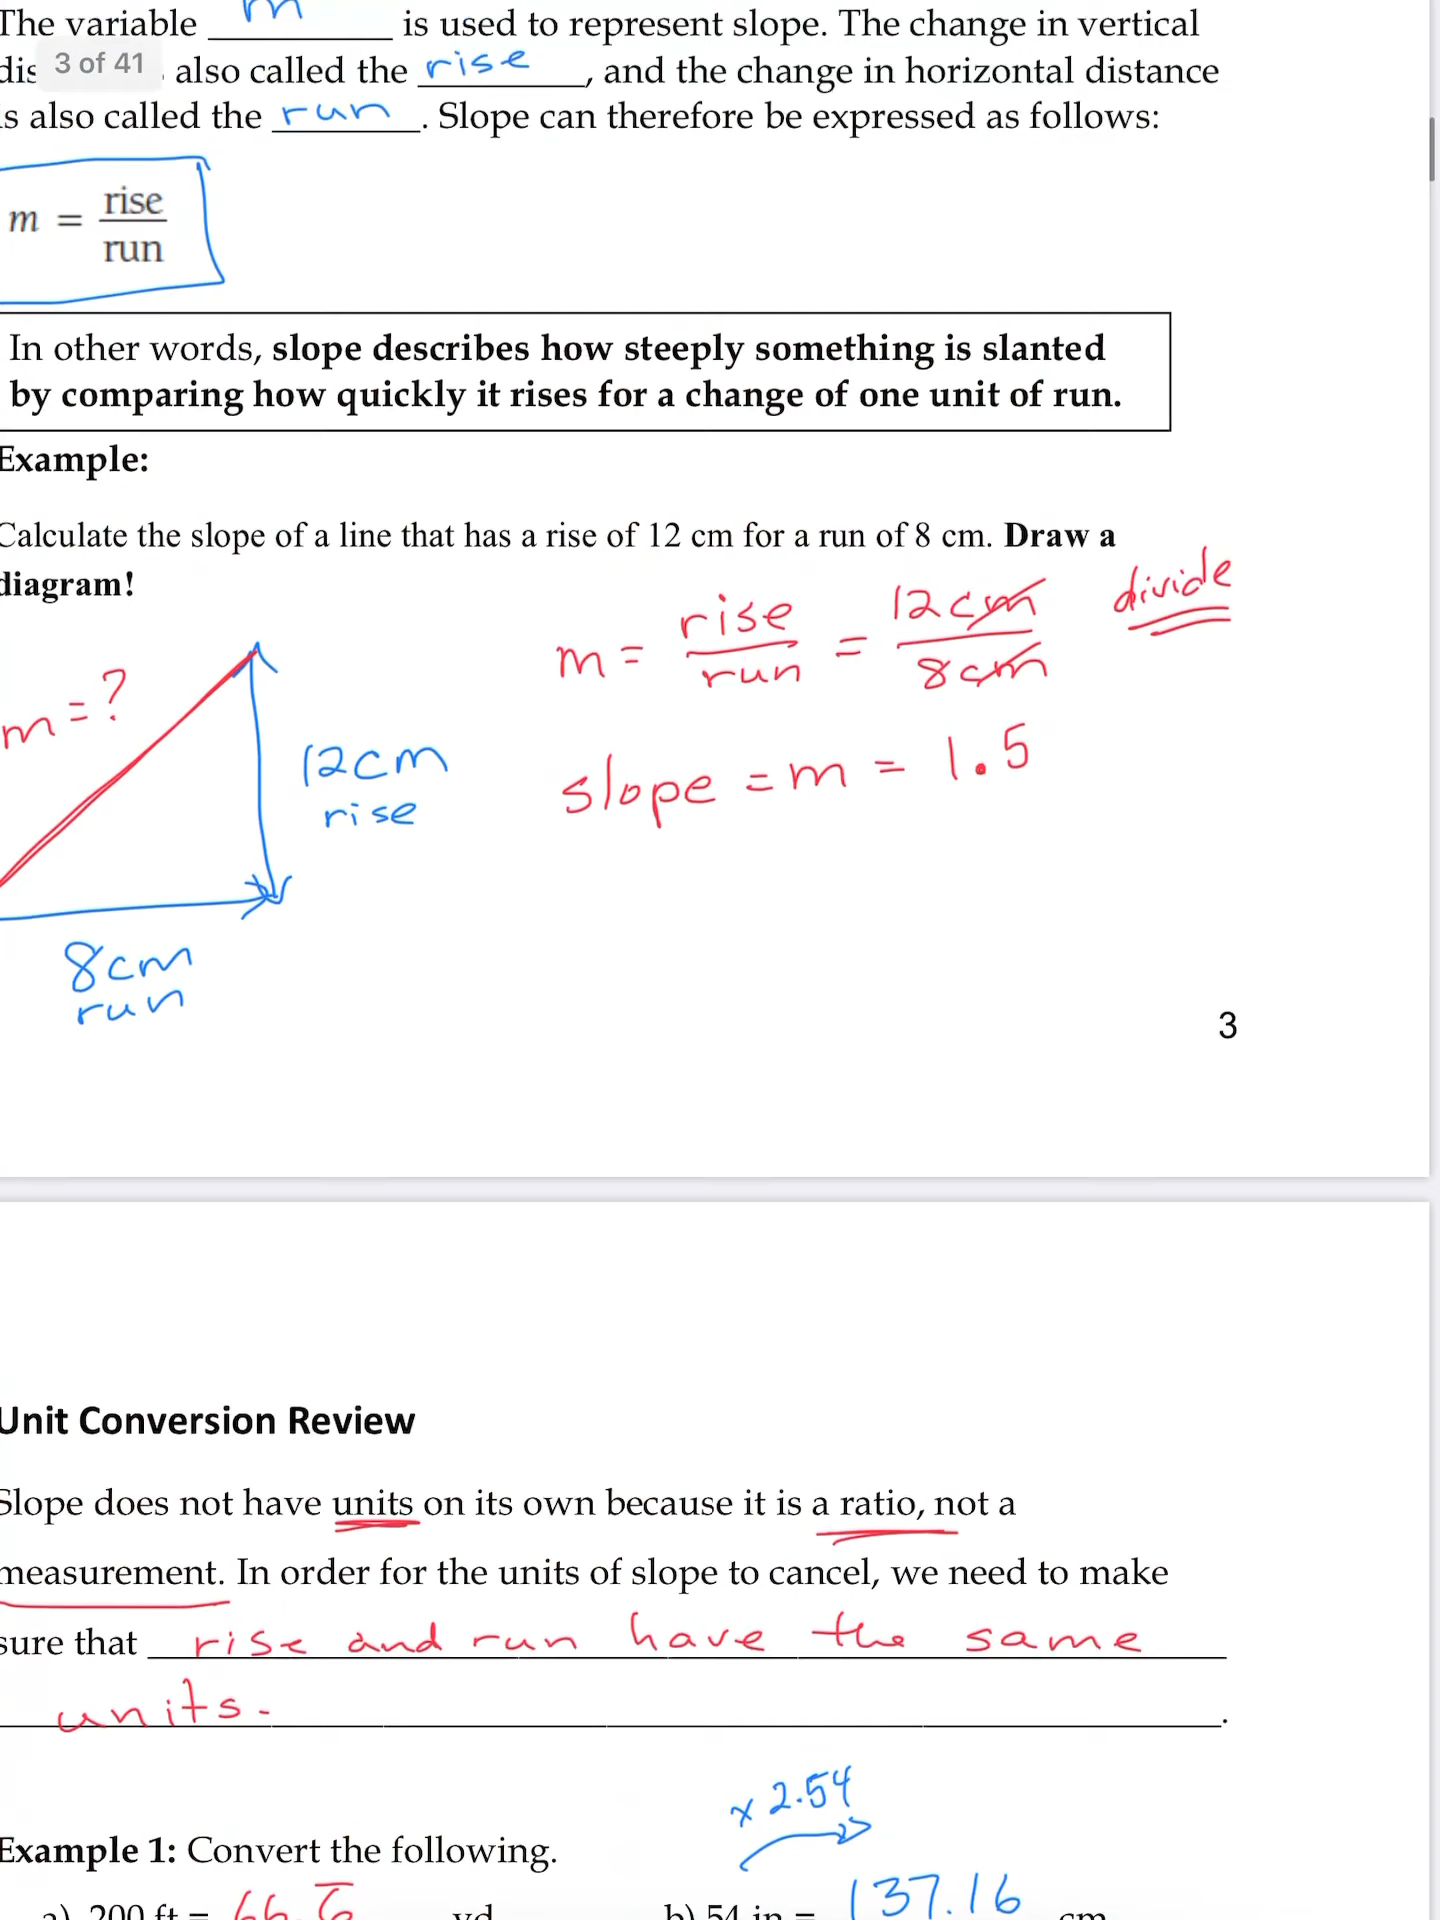 The variable m is used to represent slope. The change in vertical
dis 3 of 41 also called the rise, and the change in horizontal distance
is also called the run. Slope can therefore be expressed as follows:
m = rise
run
In other words, slope describes how steeply something is slanted
by comparing how quickly it rises for a change of one unit of run.
Example:
Calculate the slope of a line that has a rise of 12 cm for a run of 8 cm. Draw a
diagram!
m = rise/run = 12cm/8cm divide
m = ?
slope = m = 1.5
12cm
rise
8cm
run
3
Unit Conversion Review
Slope does not have units on its own because it is a ratio, not a
measurement. In order for the units of slope to cancel, we need to make
sure that rise and run have the same
units.
x 2.54
Example 1: Convert the following.
a) 200 ft = 66.6̅ yd b) 54 in = 137.16 cm